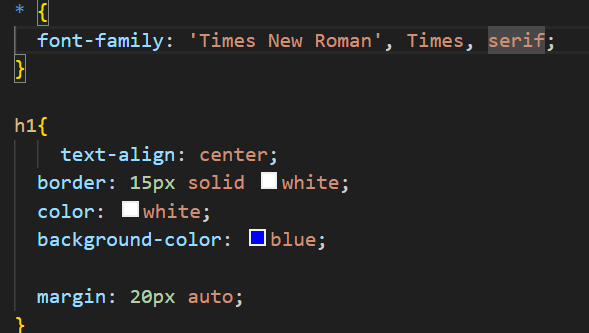 * {
  font-family: 'Times New Roman', Times, serif;
}

h1{
    text-align: center;
  border: 15px solid white;
  color: white;
  background-color: blue;

  margin: 20px auto;
}